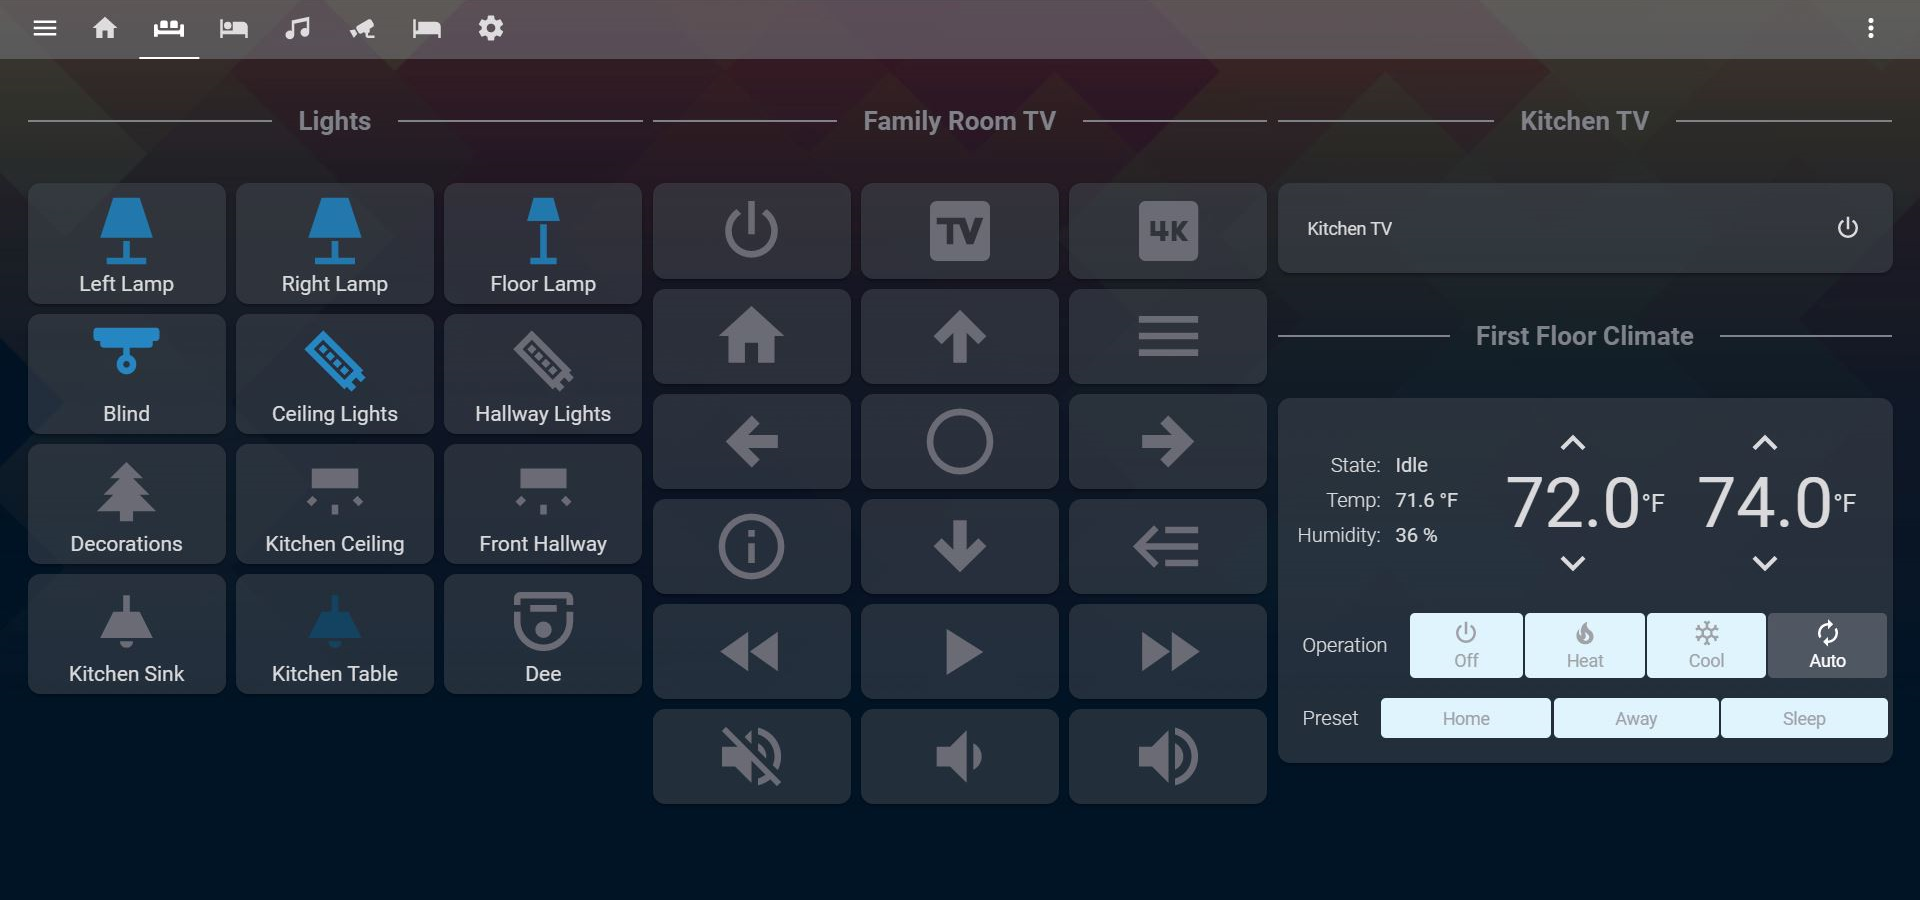 Lights
Left Lamp
Right Lamp
Floor Lamp
Blind
Ceiling Lights
Hallway Lights
Decorations
Kitchen Ceiling
Front Hallway
Kitchen Sink
Kitchen Table
Dee
Family Room TV
TV
4K
Kitchen TV
Kitchen TV
First Floor Climate
State: Idle
Temp: 71.6 °F
Humidity: 36 %
72.0 °F
74.0 °F
Operation
Off
Heat
Cool
Auto
Preset
Home
Away
Sleep